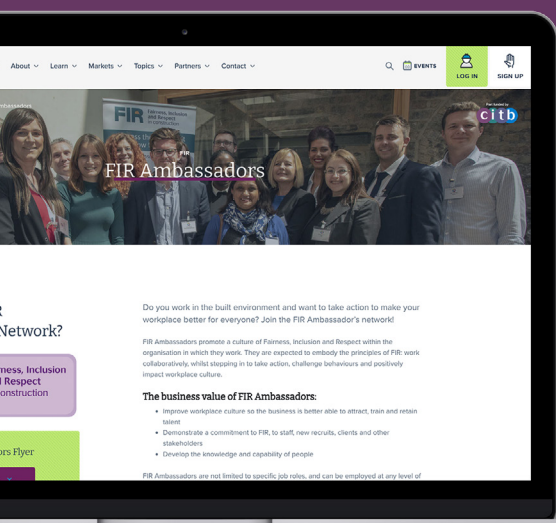 About Learn Markets Topics Partners Contact EVENTS LOG IN SIGN UP
Part funded by
citb
FIR Fairness, Inclusion
and Respect
in construction
FIR
FIR Ambassadors
Network?
ness, Inclusion
d Respect
onstruction
ors Flyer
Do you work in the built environment and want to take action to make your
workplace better for everyone? Join the FIR Ambassador's network!
FIR Ambassadors promote a culture of Fairness, Inclusion and Respect within the
organisation in which they work. They are expected to embody the principles of FIR: work
collaboratively, whilst stepping in to take action, challenge behaviours and positively
impact workplace culture.
The business value of FIR Ambassadors:
• Improve workplace culture so the business is better able to attract, train and retain
talent
• Demonstrate a commitment to FIR, to staff, new recruits, clients and other
stakeholders
• Develop the knowledge and capability of people
FIR Ambassadors are not limited to specific job roles, and can be employed at any level of